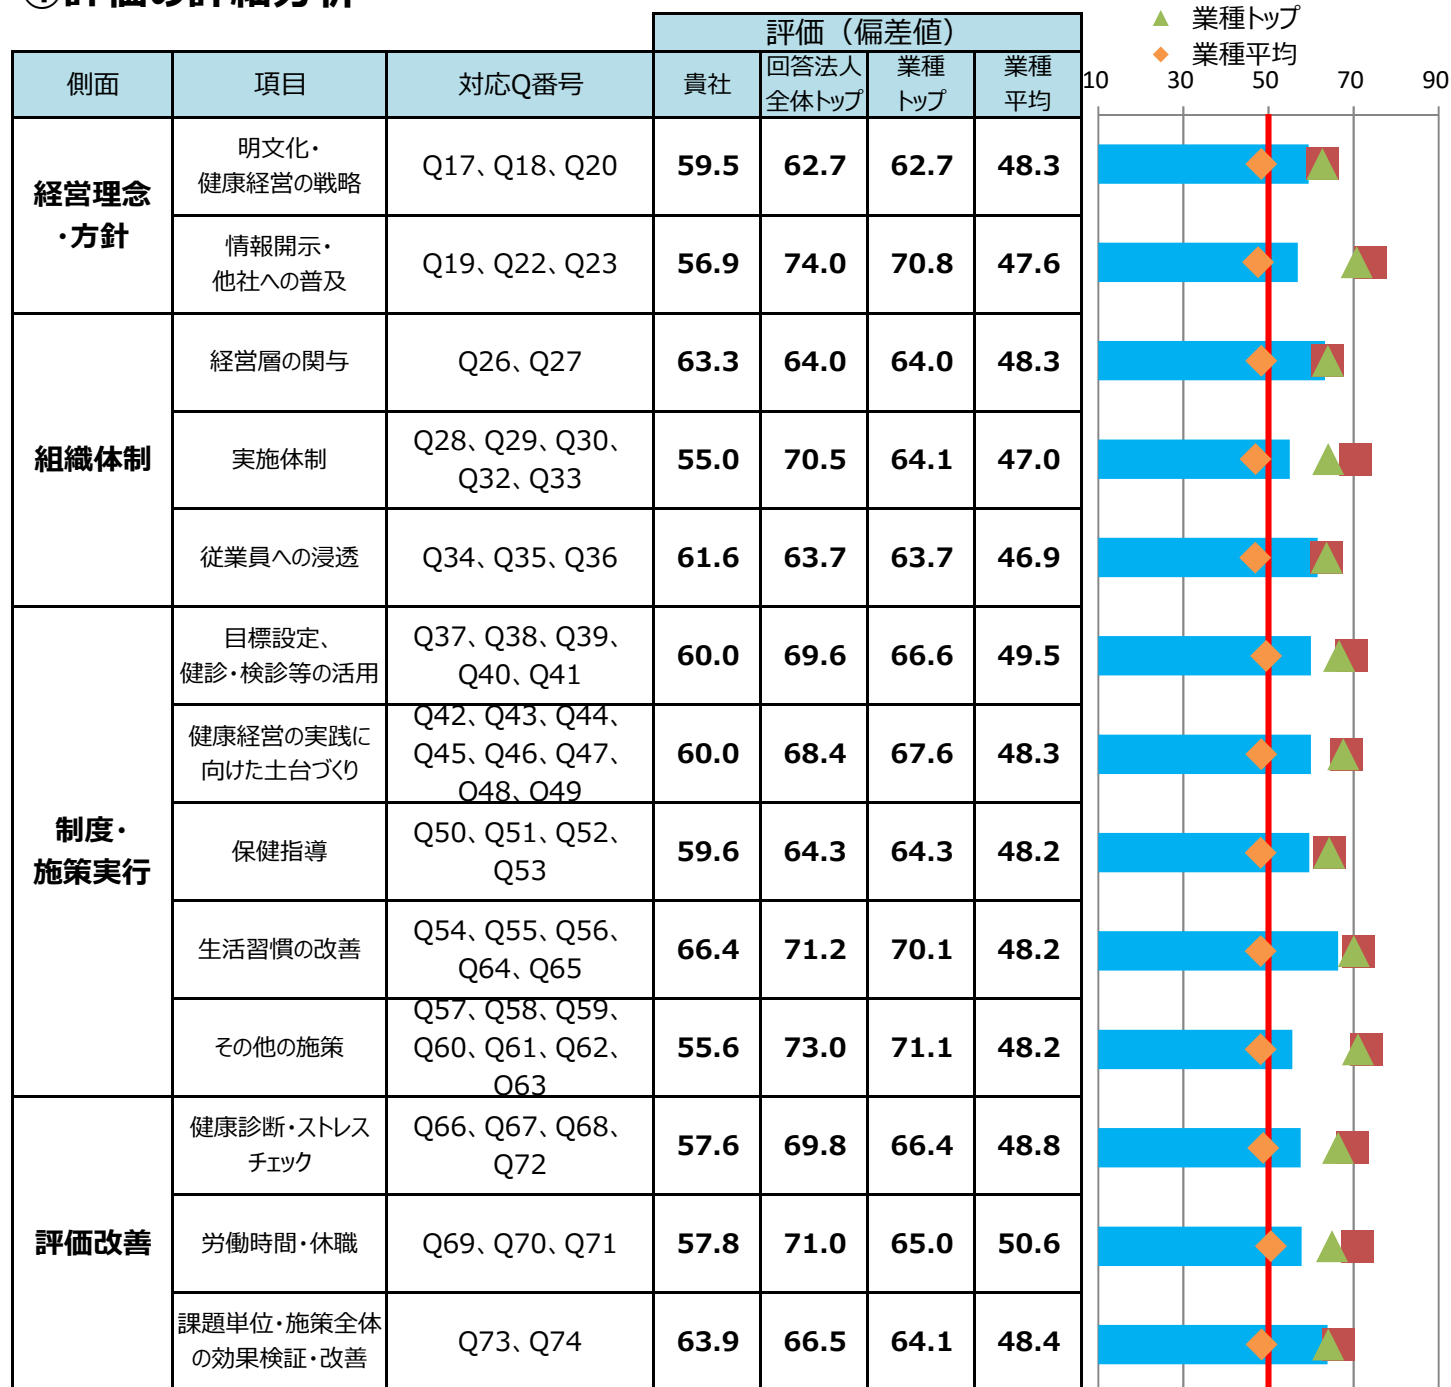 ①評価の詳細分析
業種トップ
業種平均
評価（偏差値）
側面 項目 対応Q番号 貴社 回答法人 業種 業種
全体トップ トップ 平均
10 30 50 70 90
経営理念
・方針
明文化・
健康経営の戦略
Q17、Q18、Q20 59.5 62.7 62.7 48.3
情報開示・
他社への普及
Q19、Q22、Q23 56.9 74.0 70.8 47.6
組織体制
経営層の関与 Q26、Q27 63.3 64.0 64.0 48.3
実施体制
Q28、Q29、Q30、
Q32、Q33
55.0 70.5 64.1 47.0
従業員への浸透 Q34、Q35、Q36 61.6 63.7 63.7 46.9
制度・
施策実行
目標設定、
健診・検診等の活用
Q37、Q38、Q39、
Q40、Q41
60.0 69.6 66.6 49.5
健康経営の実践に
向けた土台づくり
Q42、Q43、Q44、
Q45、Q46、Q47、
Q48、Q49
60.0 68.4 67.6 48.3
保健指導
Q50、Q51、Q52、
Q53
59.6 64.3 64.3 48.2
生活習慣の改善
Q54、Q55、Q56、
Q64、Q65
66.4 71.2 70.1 48.2
その他の施策
Q57、Q58、Q59、
Q60、Q61、Q62、
Q63
55.6 73.0 71.1 48.2
評価改善
健康診断・ストレス
チェック
Q66、Q67、Q68、
Q72
57.6 69.8 66.4 48.8
労働時間・休職 Q69、Q70、Q71 57.8 71.0 65.0 50.6
課題単位・施策全体
の効果検証・改善
Q73、Q74 63.9 66.5 64.1 48.4